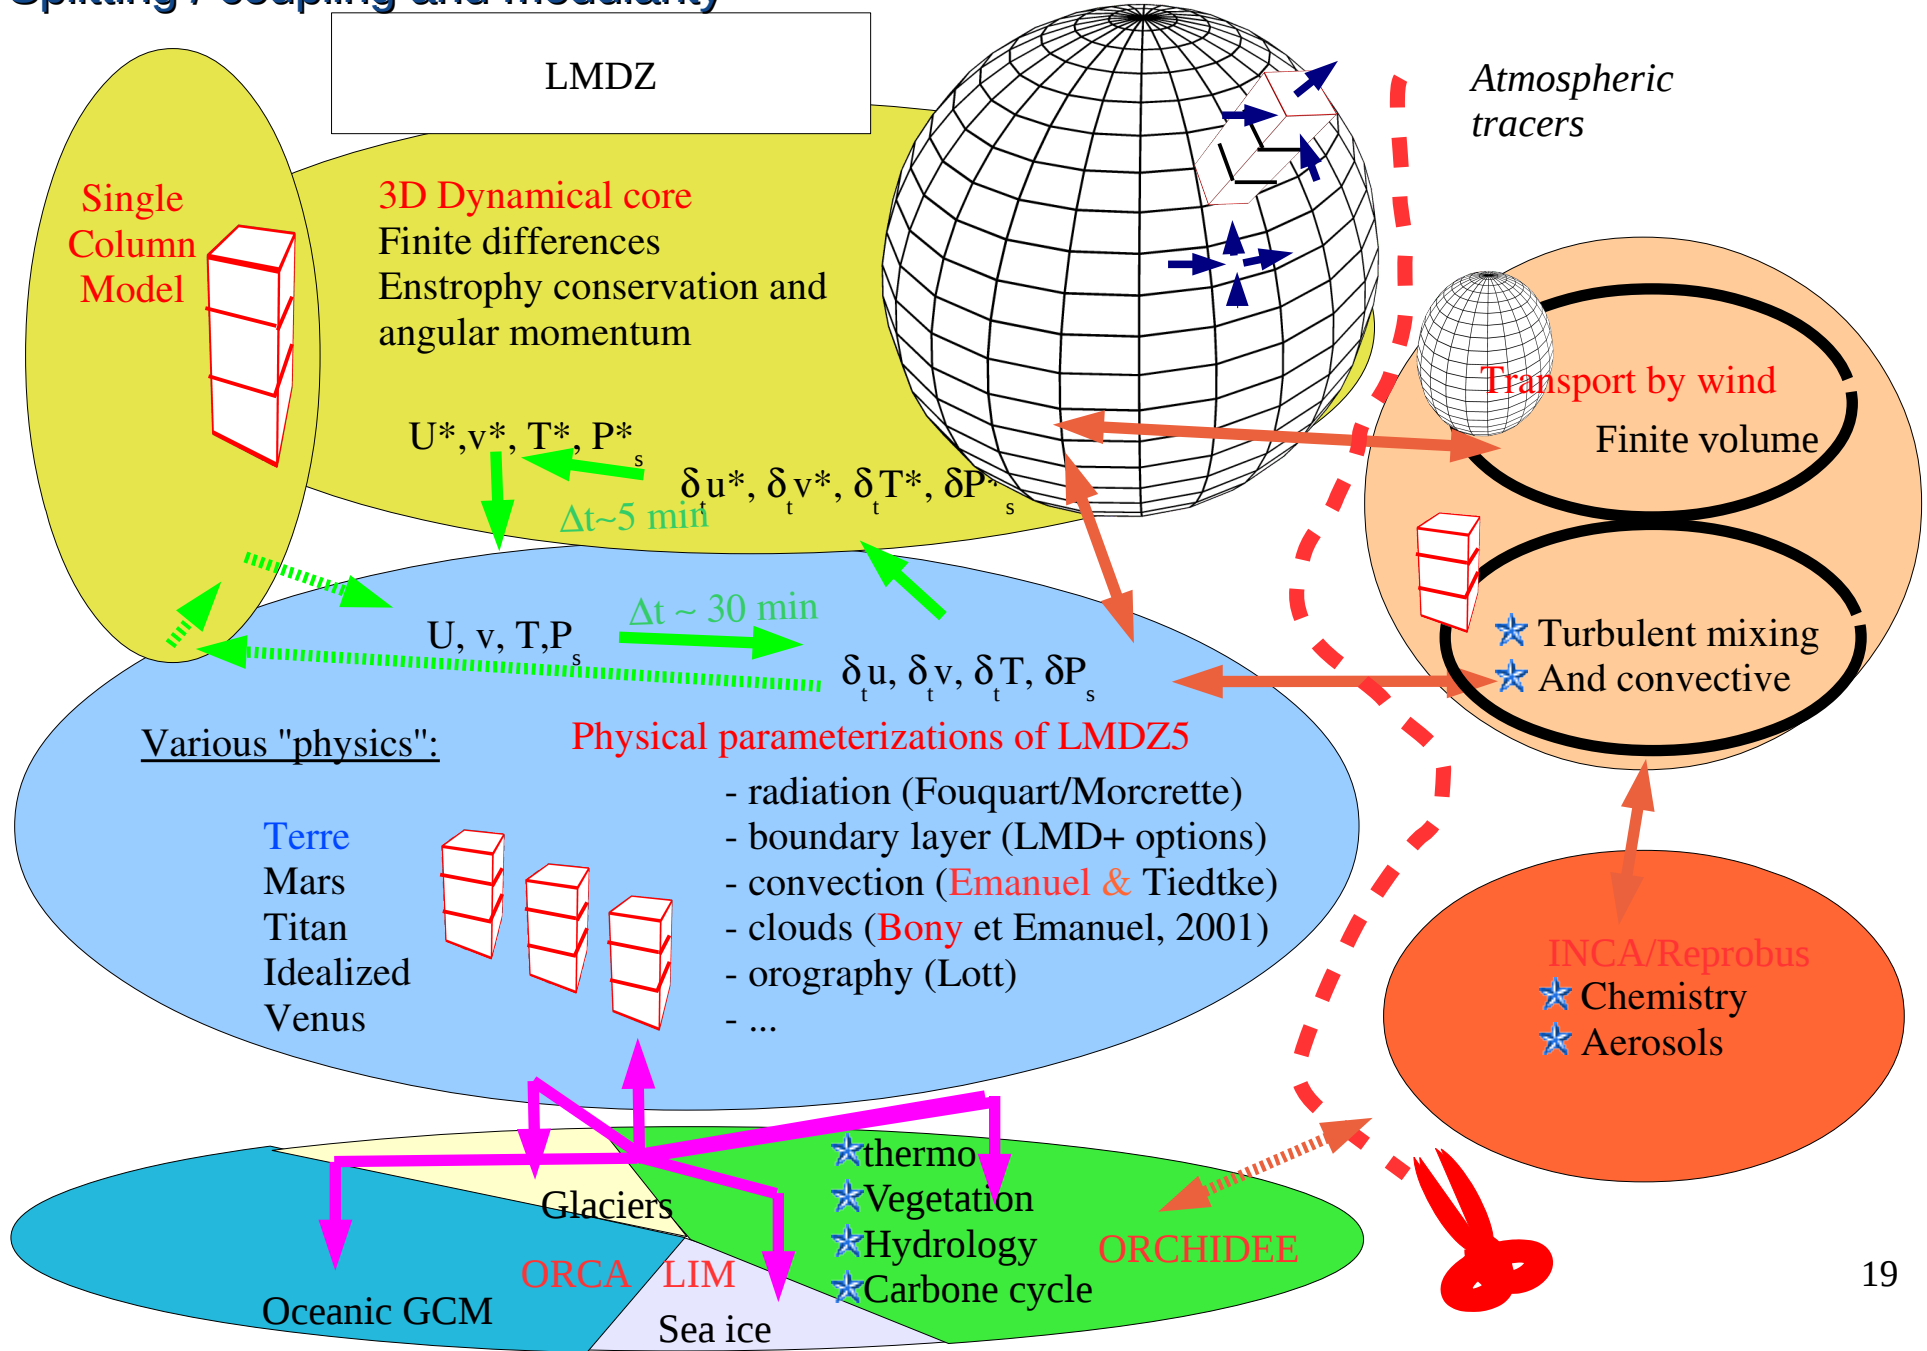 Splitting / coupling and modularity
LMDZ
Atmospheric
tracers
Single
Column
Model
3D Dynamical core
Finite differences
Enstrophy conservation and
angular momentum
U*,v*, T*, P*s
δtu*, δtv*, δtT*, δP*s
Δt~5 min
Transport by wind
Finite volume
Turbulent mixing
And convective
Δt ~ 30 min
U, v, T,Ps
δtu, δtv, δtT, δPs
Various "physics":
Terre
Mars
Titan
Idealized
Venus
Physical parameterizations of LMDZ5
- radiation (Fouquart/Morcrette)
- boundary layer (LMD+ options)
- convection (Emanuel & Tiedtke)
- clouds (Bony et Emanuel, 2001)
- orography (Lott)
- ...
INCA/Reprobus
Chemistry
Aerosols
Glaciers
ORCA
Oceanic GCM
LIM
Sea ice
thermo
Vegetation
Hydrology
Carbone cycle
ORCHIDEE
19